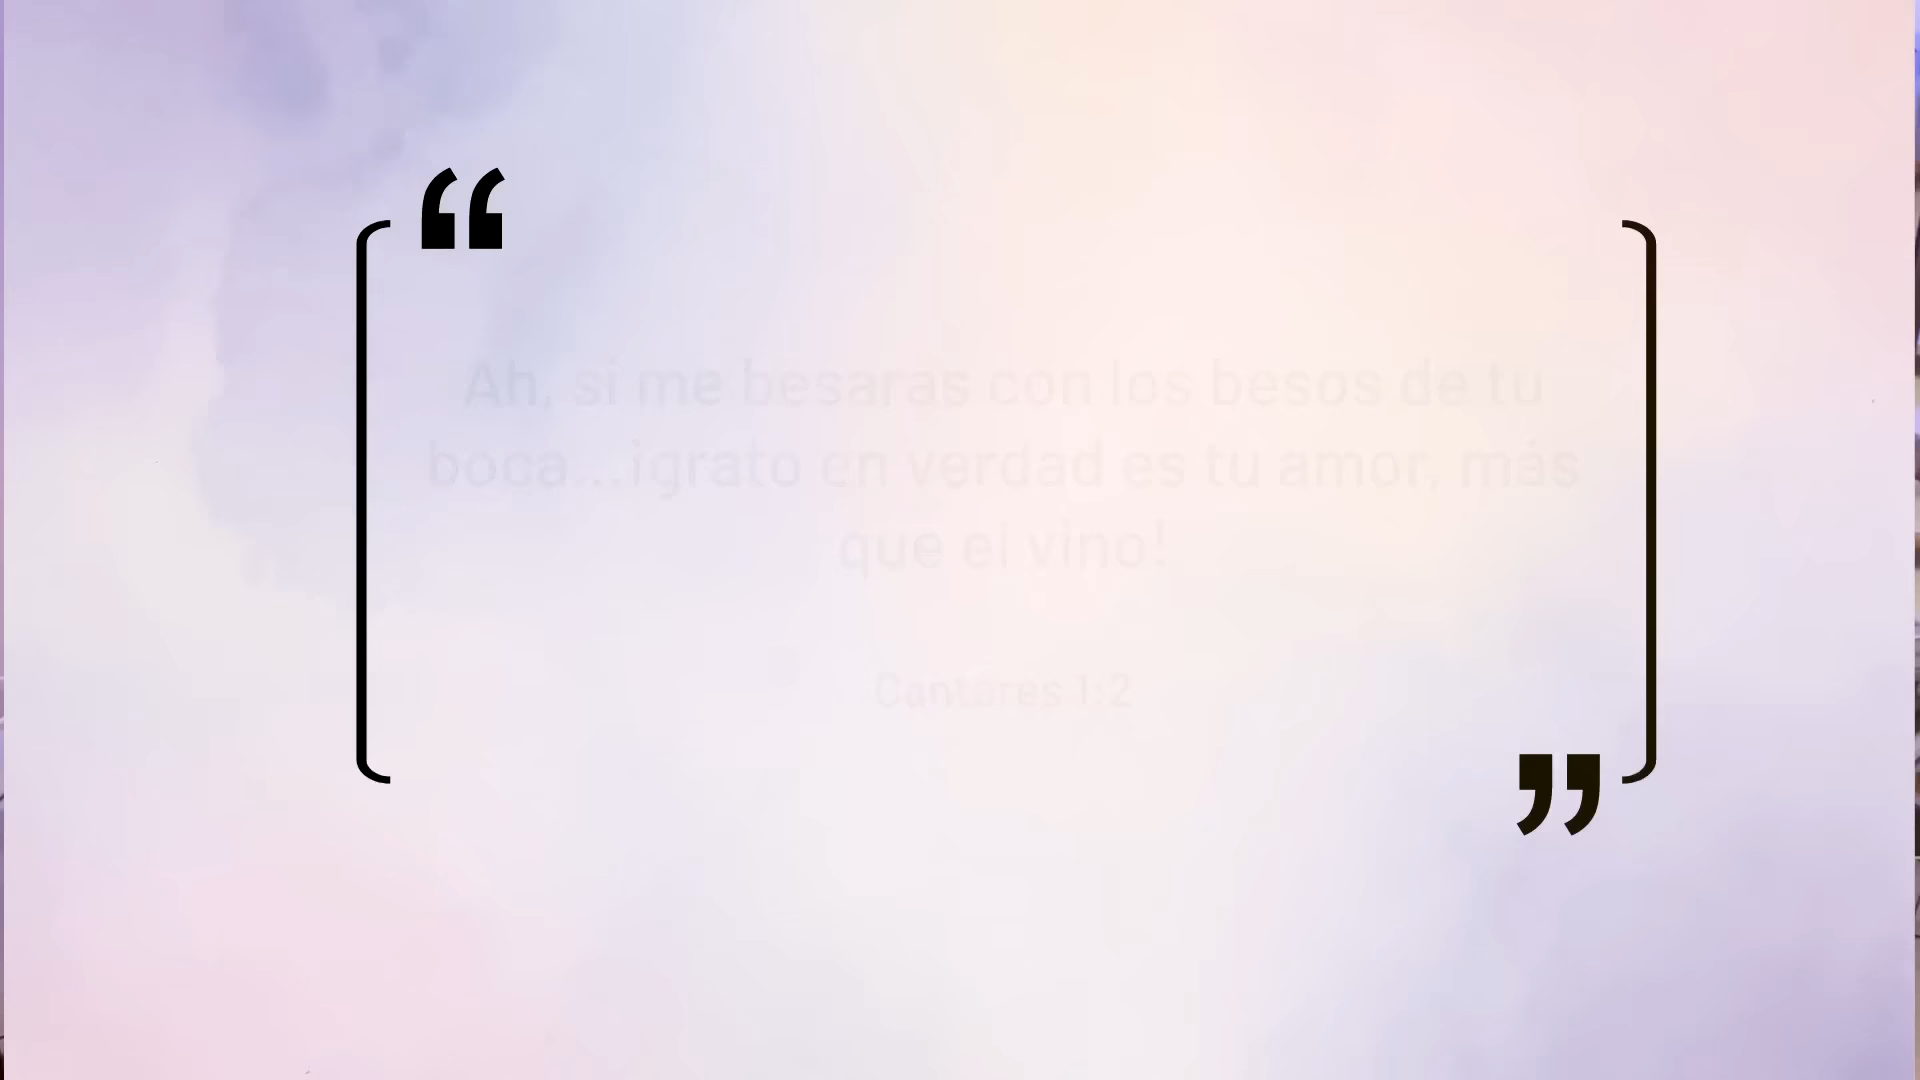 “
Ah, si me besaras con los besos de tu
boca...¡grato en verdad es tu amor, más
que el vino!
Cantares 1:2
”